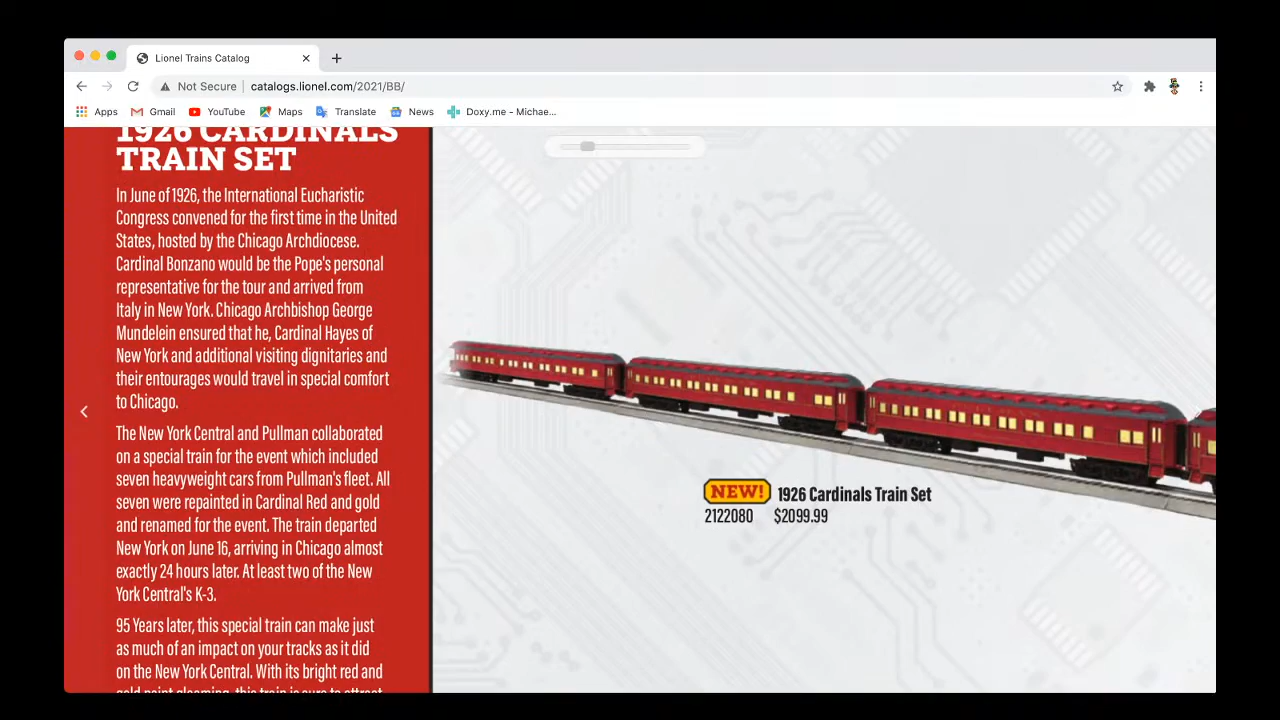 Lionel Trains Catalog
Not Secure | catalogs.lionel.com/2021/BB/
Apps Gmail YouTube Maps Translate News Doxy.me - Michae...
1926 CARDINALS
TRAIN SET
In June of 1926, the International Eucharistic
Congress convened for the first time in the United
States, hosted by the Chicago Archdiocese.
Cardinal Bonzano would be the Pope's personal
representative for the tour and arrived from
Italy in New York. Chicago Archbishop George
Mundelein ensured that he, Cardinal Hayes of
New York and additional visiting dignitaries and
their entourages would travel in special comfort
to Chicago.
The New York Central and Pullman collaborated
on a special train for the event which included
seven heavyweight cars from Pullman's fleet. All
seven were repainted in Cardinal Red and gold
and renamed for the event. The train departed
New York on June 16, arriving in Chicago almost
exactly 24 hours later. At least two of the New
York Central's K-3.
95 Years later, this special train can make just
as much of an impact on your tracks as it did
on the New York Central. With its bright red and
gold paint gleaming, this train is sure to attract
NEW! 1926 Cardinals Train Set
2122080 $2099.99